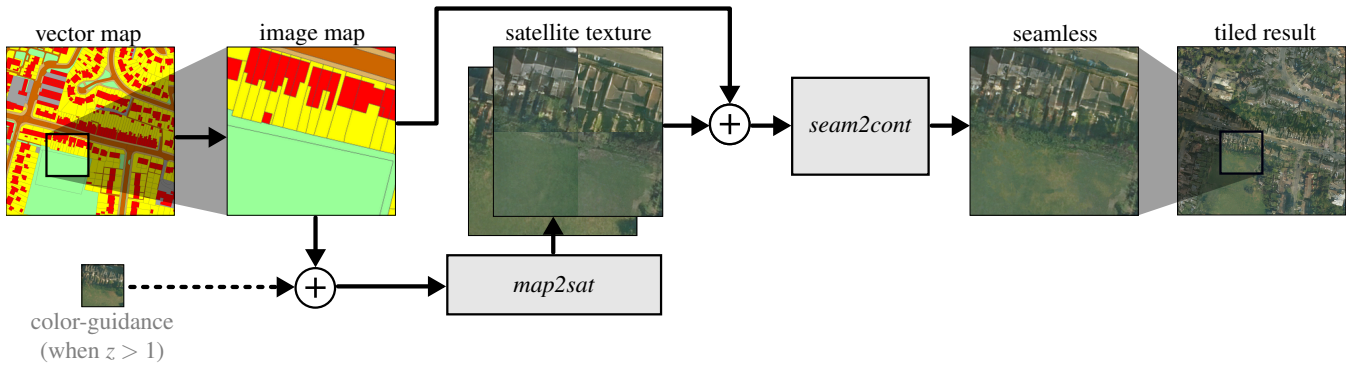 vector map
image map
satellite texture
seamless
tiled result
+
seam2cont
+
map2sat
color-guidance
(when z > 1)